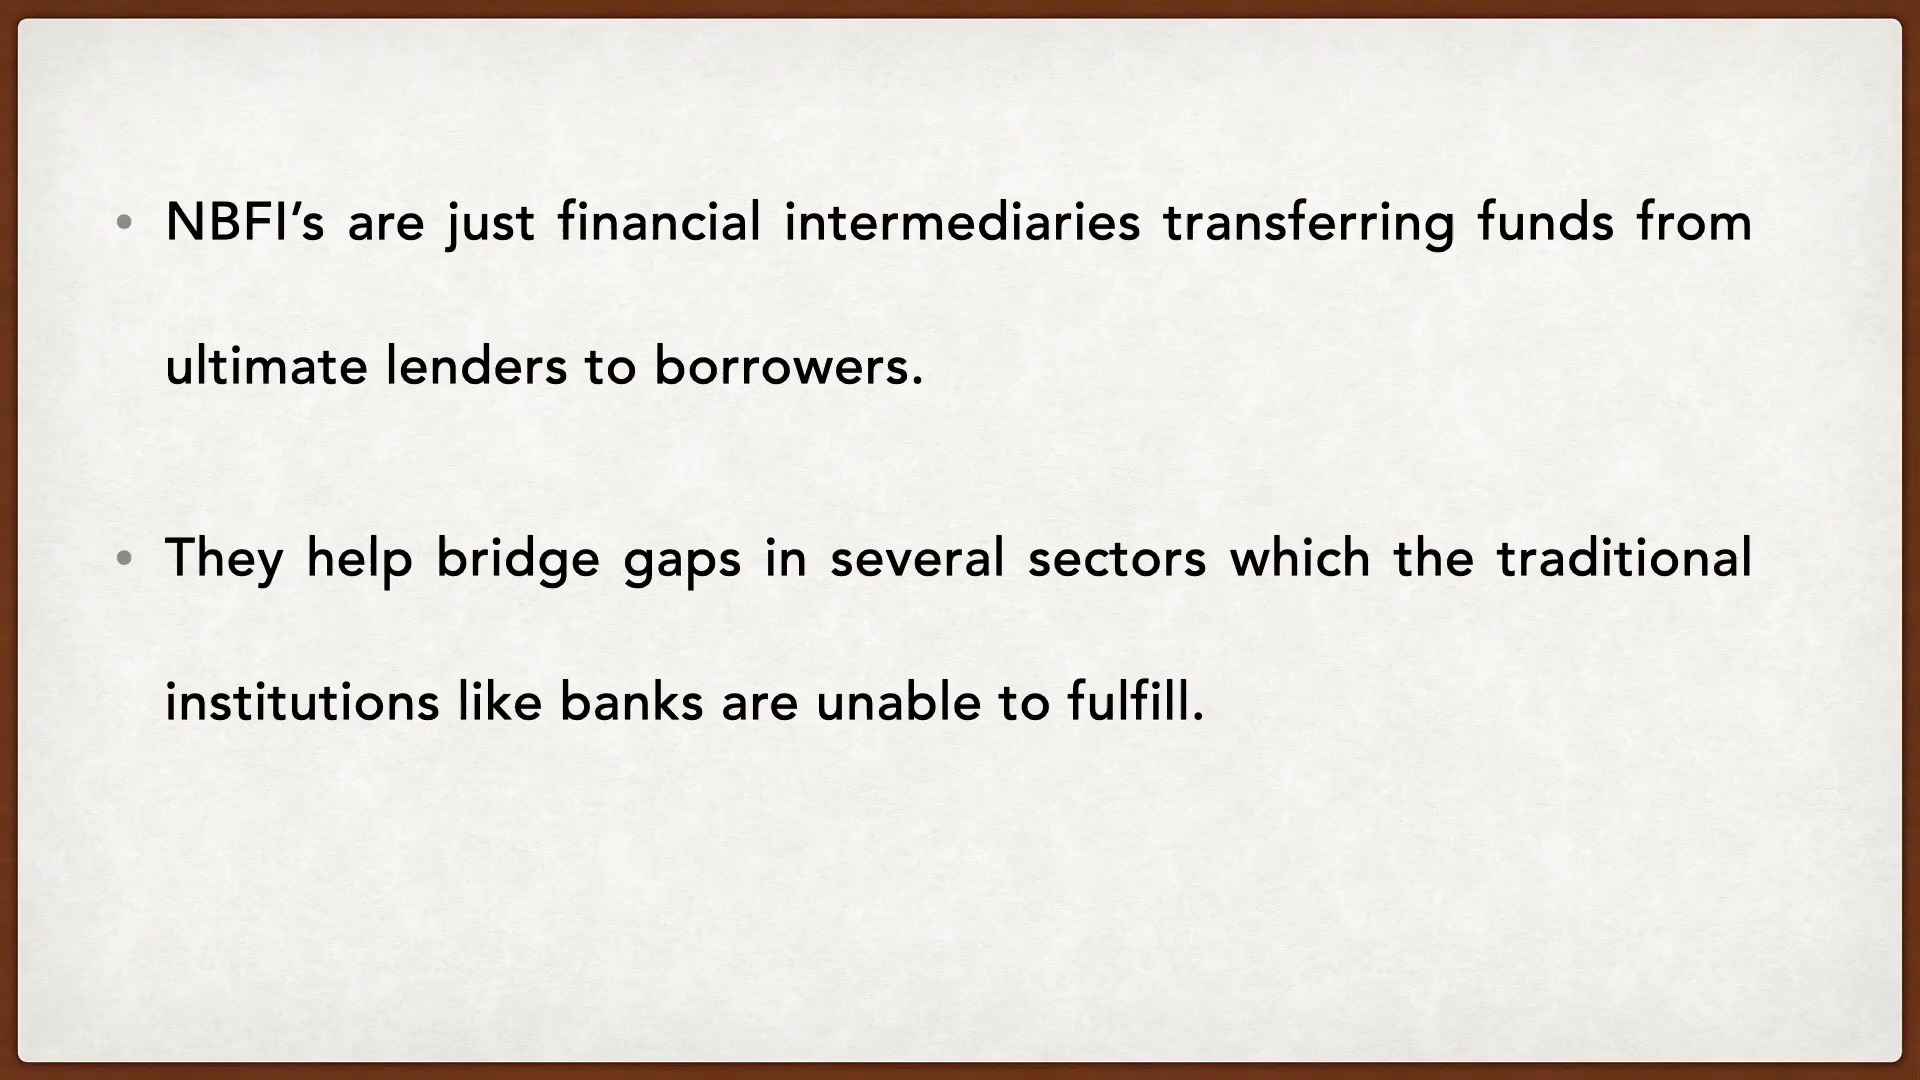 • NBFI’s are just financial intermediaries transferring funds from
ultimate lenders to borrowers.
• They help bridge gaps in several sectors which the traditional
institutions like banks are unable to fulfill.